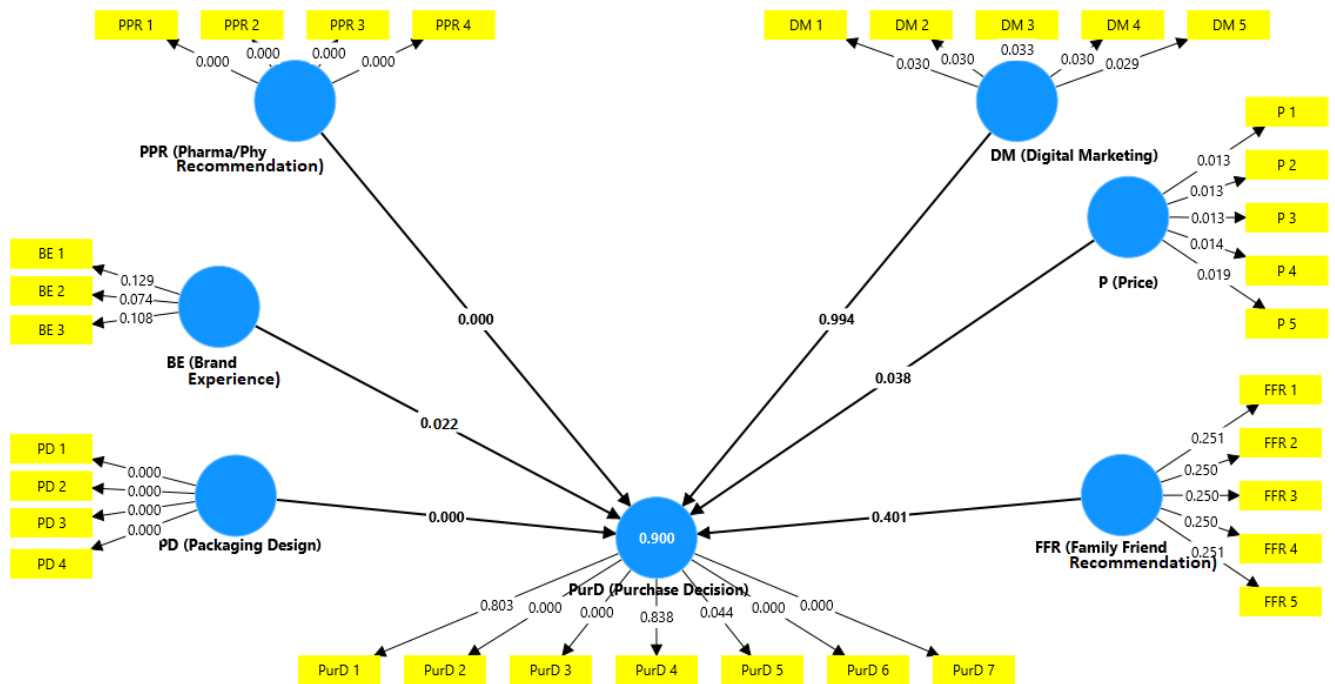 PPR 1
PPR 2
PPR 3
PPR 4
0.000
0.000
0.000
0.000
PPR (Pharma/Phy
Recommendation)
DM 1
DM 2
DM 3
DM 4
DM 5
0.030
0.030
0.033
0.030
0.029
DM (Digital Marketing)
P 1
P 2
P 3
P 4
P 5
0.013
0.013
0.013
0.014
0.019
P (Price)
BE 1
BE 2
BE 3
0.129
0.074
0.108
BE (Brand
Experience)
0.000
0.994
0.038
0.022
PD 1
PD 2
PD 3
PD 4
0.000
0.000
0.000
0.000
PD (Packaging Design)
0.000
0.401
FFR 1
FFR 2
FFR 3
FFR 4
FFR 5
0.251
0.250
0.250
0.250
0.251
FFR (Family Friend
Recommendation)
0.900
PurD (Purchase Decision)
0.803
0.000
0.000
0.838
0.044
0.000
0.000
PurD 1
PurD 2
PurD 3
PurD 4
PurD 5
PurD 6
PurD 7